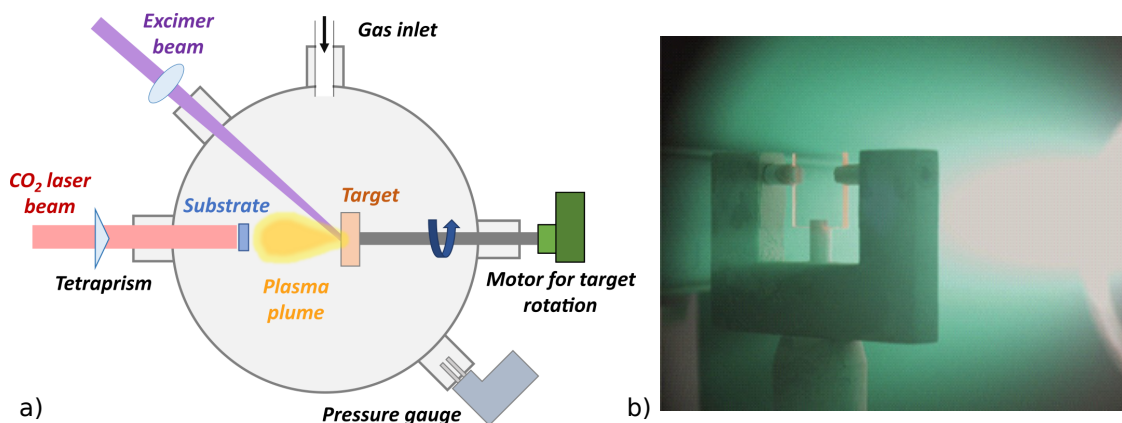 Excimer
beam
Gas inlet
CO₂ laser
beam
Substrate
Target
Tetraprism
Plasma
plume
Motor for target
rotation
Pressure gauge
a)
b)